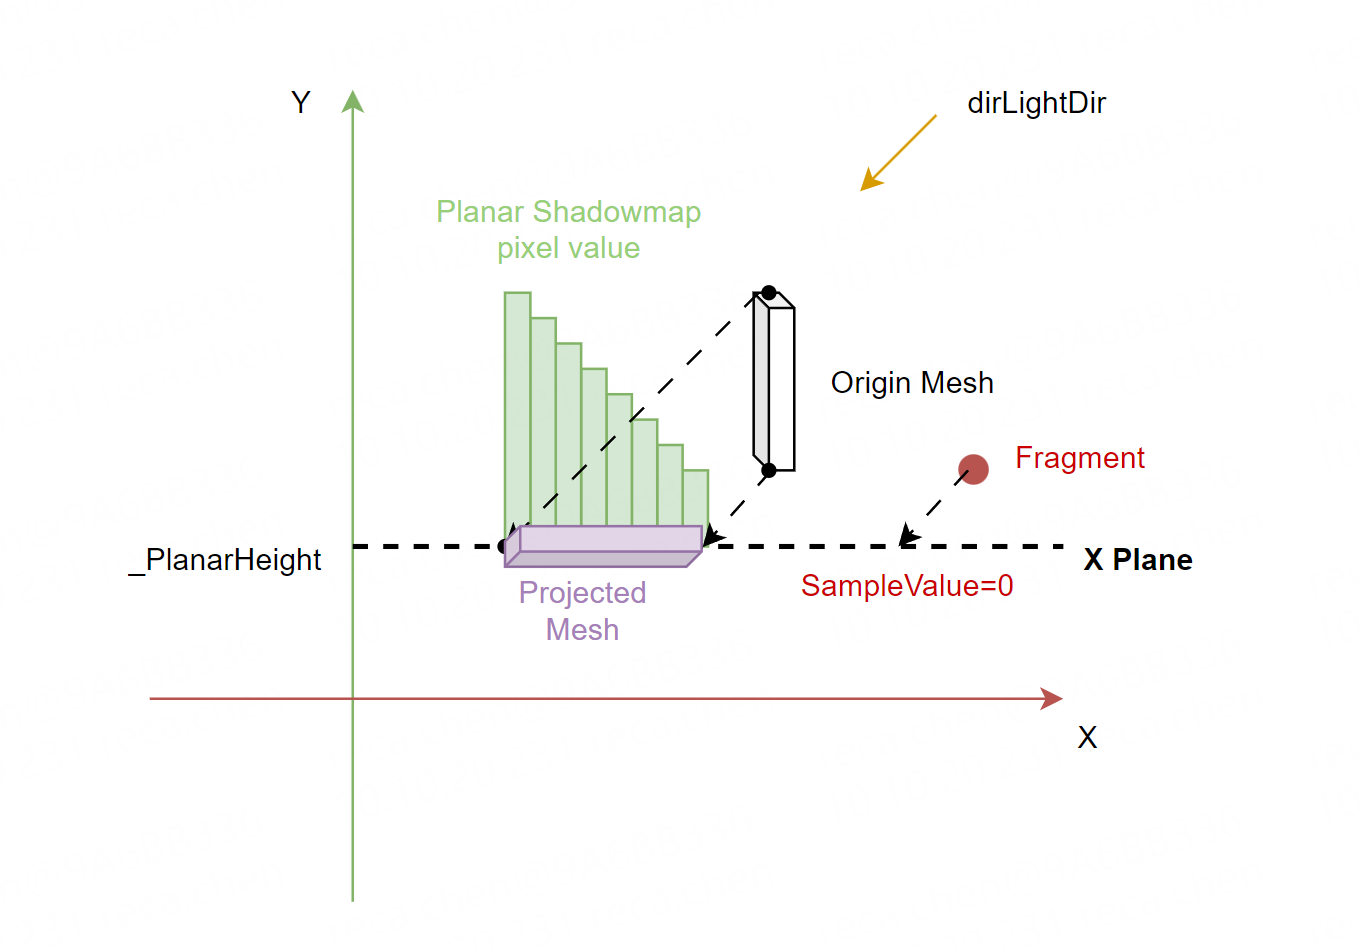 Y
dirLightDir
Planar Shadowmap
pixel value
Origin Mesh
Fragment
_PlanarHeight
X Plane
SampleValue=0
Projected
Mesh
X